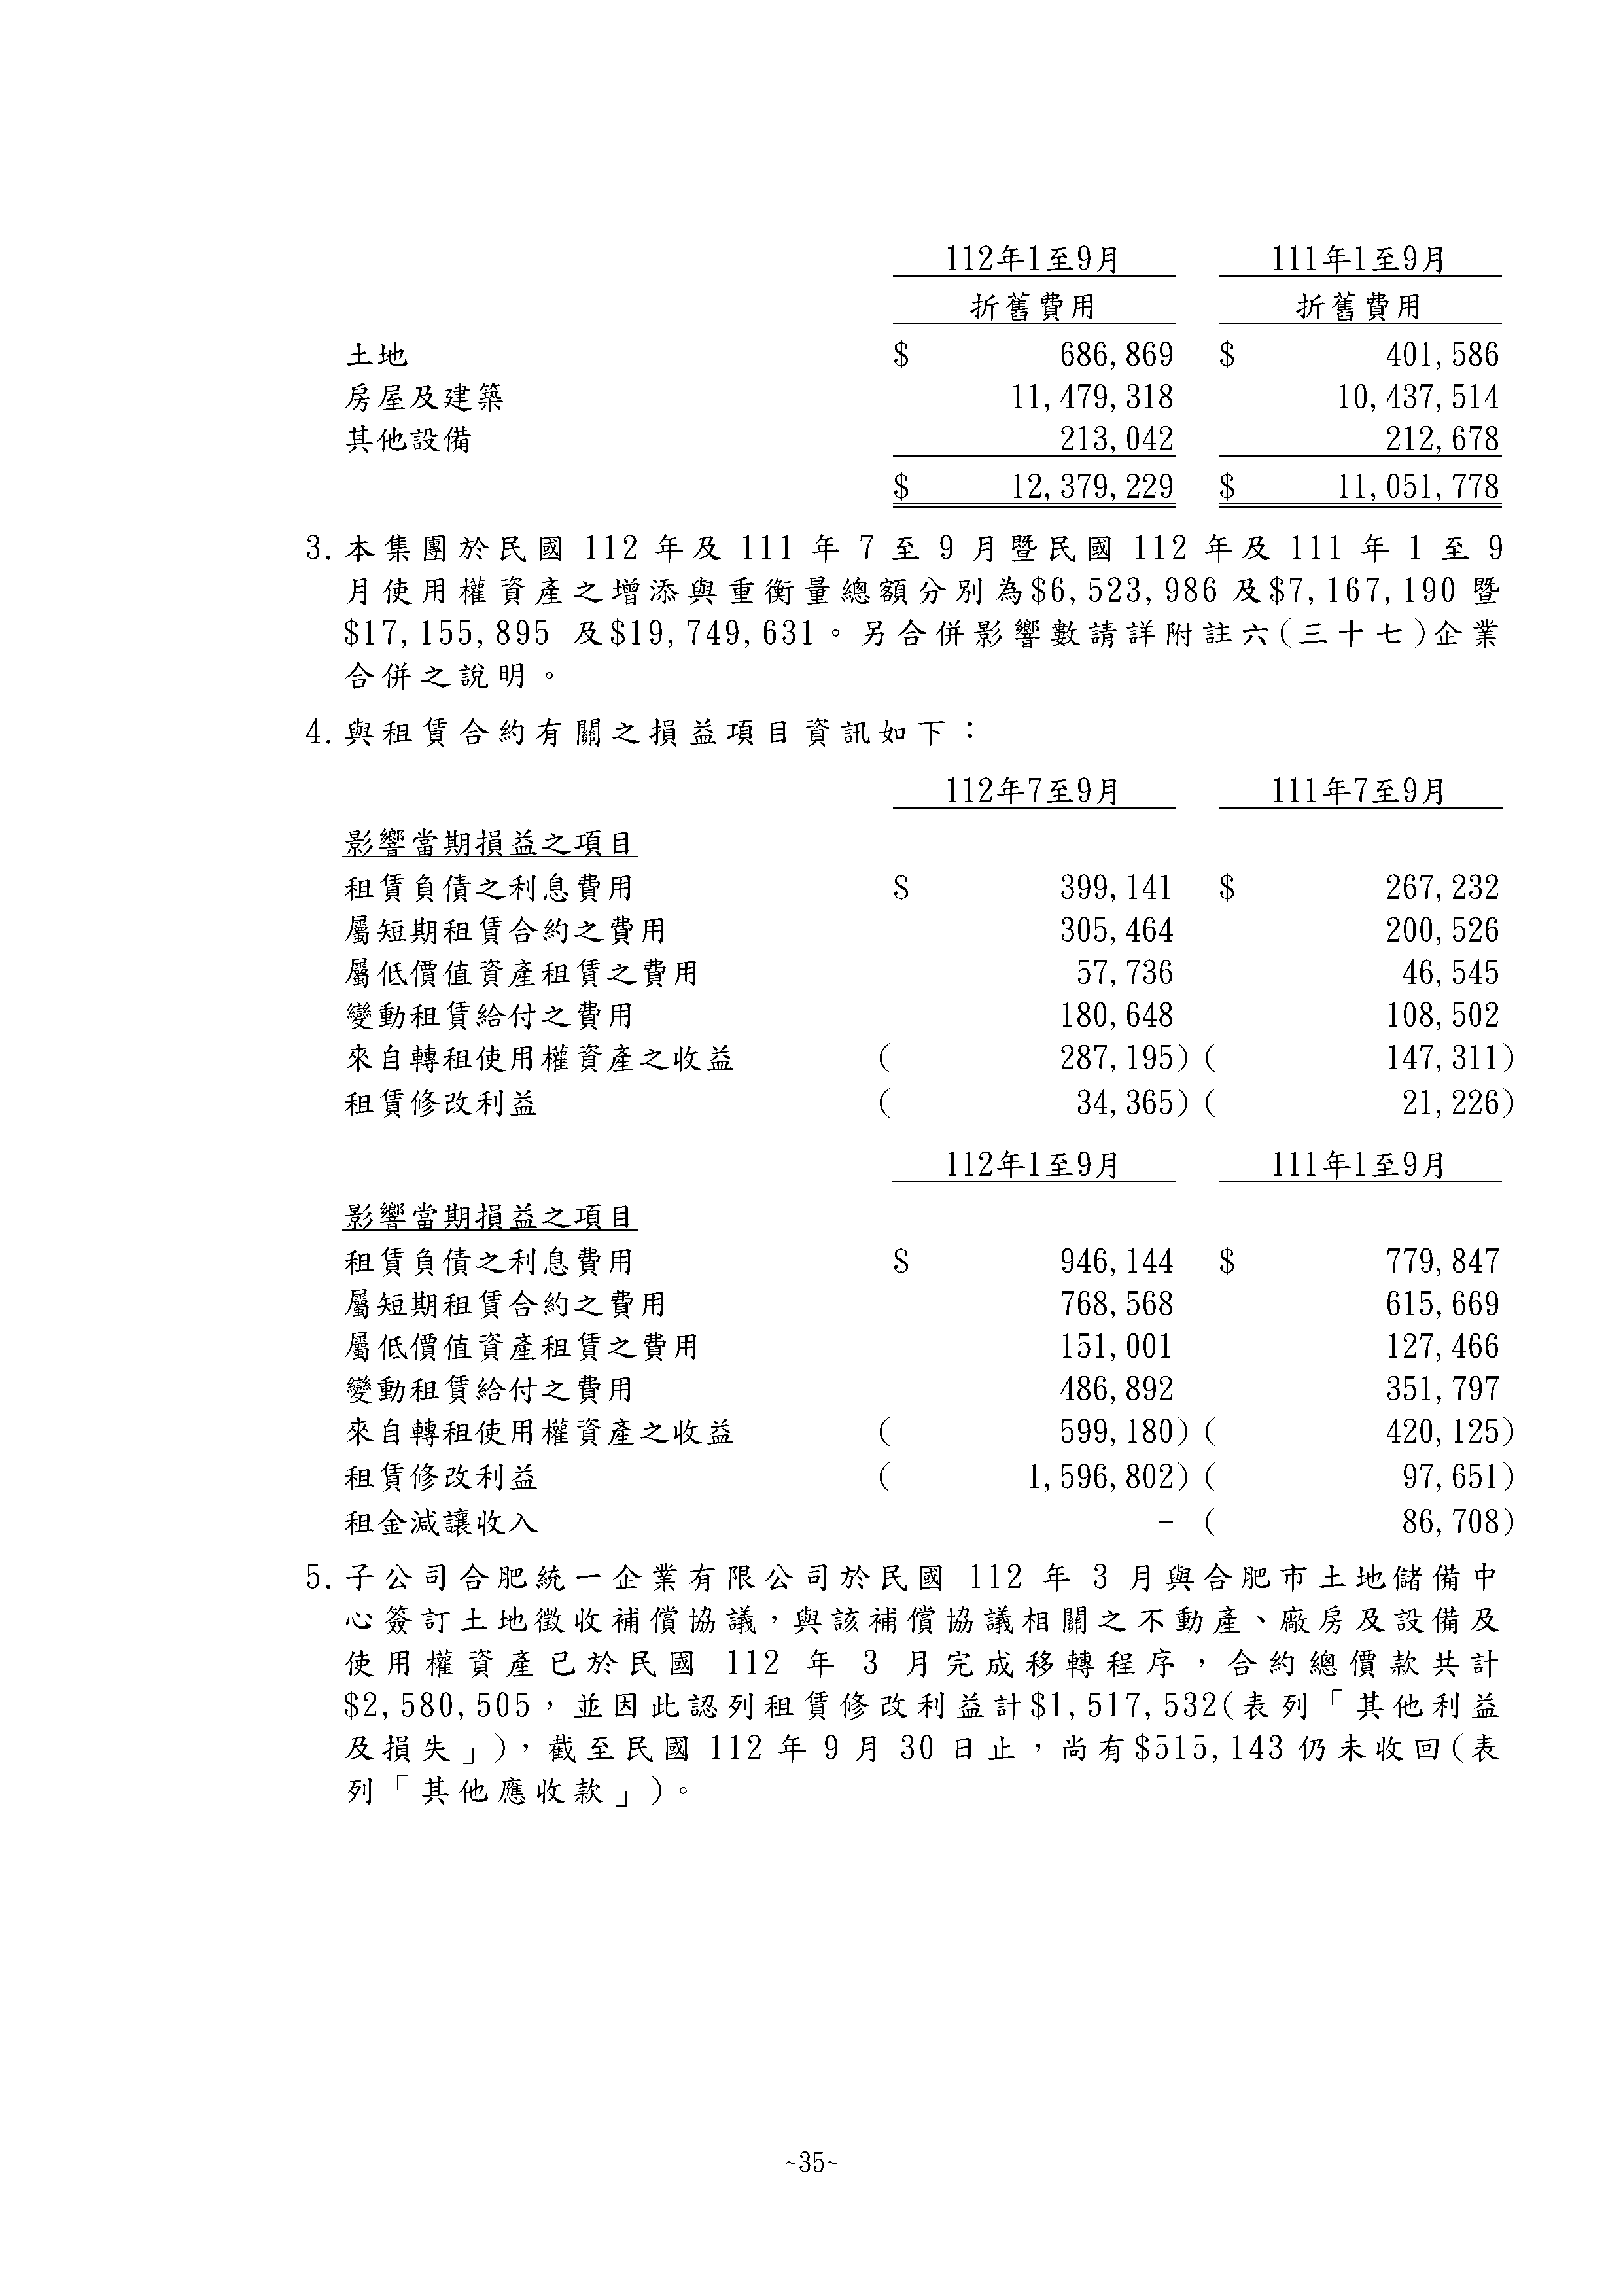 112年1至9月 111年1至9月
折舊費用 折舊費用
土地 $ 686,869 $ 401,586
房屋及建築 11,479,318 10,437,514
其他設備 213,042 212,678
$ 12,379,229 $ 11,051,778
3.本集團於民國 112 年及 111 年 7 至 9 月暨民國 112 年及 111 年 1 至 9
月使用權資產之增添與重衡量總額分別為$6,523,986 及$7,167,190 暨
$17,155,895 及$19,749,631。另合併影響數請詳附註六(三十七)企業
合併之說明。
4.與租賃合約有關之損益項目資訊如下：
112年7至9月 111年7至9月
影響當期損益之項目
租賃負債之利息費用 $ 399,141 $ 267,232
屬短期租賃合約之費用 305,464 200,526
屬低價值資產租賃之費用 57,736 46,545
變動租賃給付之費用 180,648 108,502
來自轉租使用權資產之收益 ( 287,195) ( 147,311)
租賃修改利益 ( 34,365) ( 21,226)
112年1至9月 111年1至9月
影響當期損益之項目
租賃負債之利息費用 $ 946,144 $ 779,847
屬短期租賃合約之費用 768,568 615,669
屬低價值資產租賃之費用 151,001 127,466
變動租賃給付之費用 486,892 351,797
來自轉租使用權資產之收益 ( 599,180) ( 420,125)
租賃修改利益 ( 1,596,802) ( 97,651)
租金減讓收入 - ( 86,708)
5.子公司合肥統一企業有限公司於民國 112 年 3 月與合肥市土地儲備中
心簽訂土地徵收補償協議，與該補償協議相關之不動產、廠房及設備及
使用權資產已於民國 112 年 3 月完成移轉程序，合約總價款共計
$2,580,505，並因此認列租賃修改利益計$1,517,532(表列「其他利益
及損失」)，截至民國 112 年 9 月 30 日止，尚有$515,143 仍未收回(表
列「其他應收款」)。
~35~